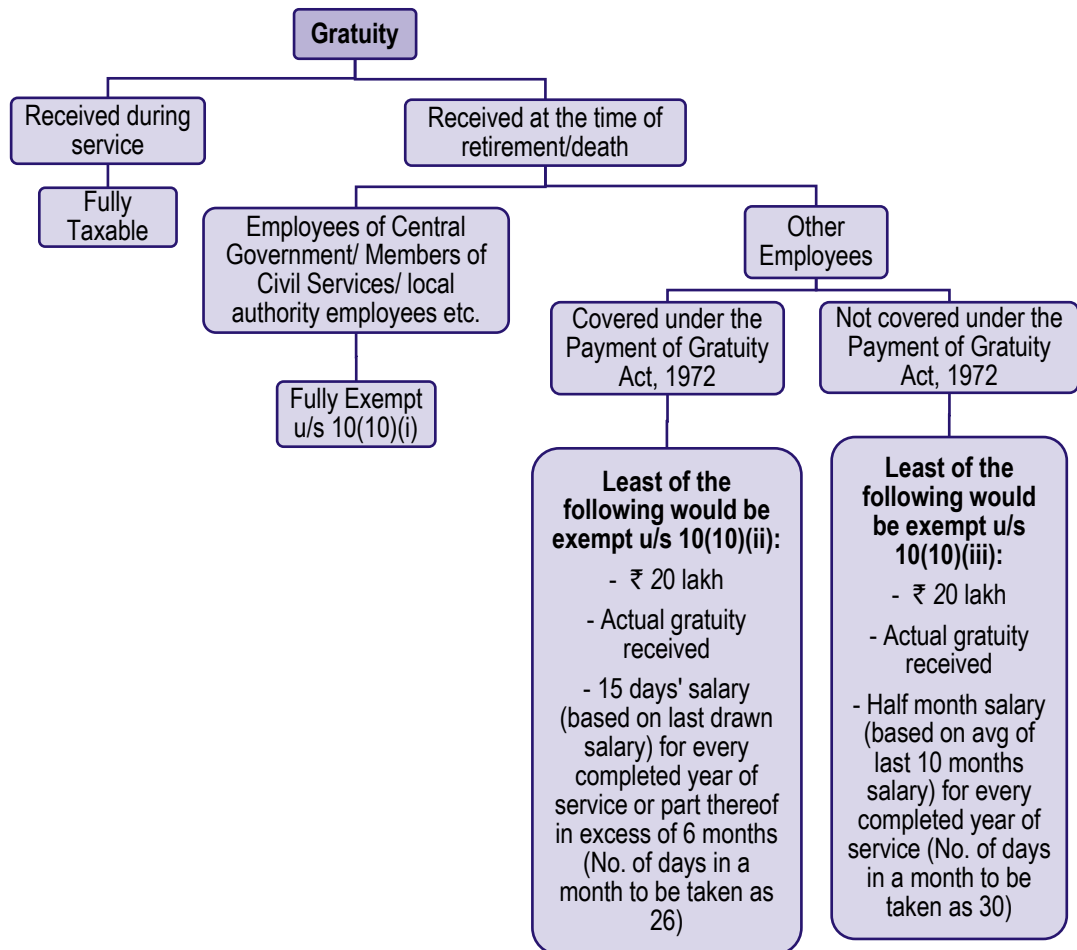 Gratuity
Received during
service
Received at the time of
retirement/death
Fully
Taxable
Employees of Central
Government/ Members of
Civil Services/ local
authority employees etc.
Other
Employees
Fully Exempt
u/s 10(10)(i)
Covered under the
Payment of Gratuity
Act, 1972
Not covered under the
Payment of Gratuity
Act, 1972
Least of the
following would be
exempt u/s 10(10)(ii):
- ₹ 20 lakh
- Actual gratuity
received
- 15 days' salary
(based on last drawn
salary) for every
completed year of
service or part thereof
in excess of 6 months
(No. of days in a
month to be taken as
26)
Least of the
following would
be exempt u/s
10(10)(iii):
- ₹ 20 lakh
- Actual gratuity
received
- Half month salary
(based on avg of
last 10 months
salary) for every
completed year of
service (No. of days
in a month to be
taken as 30)